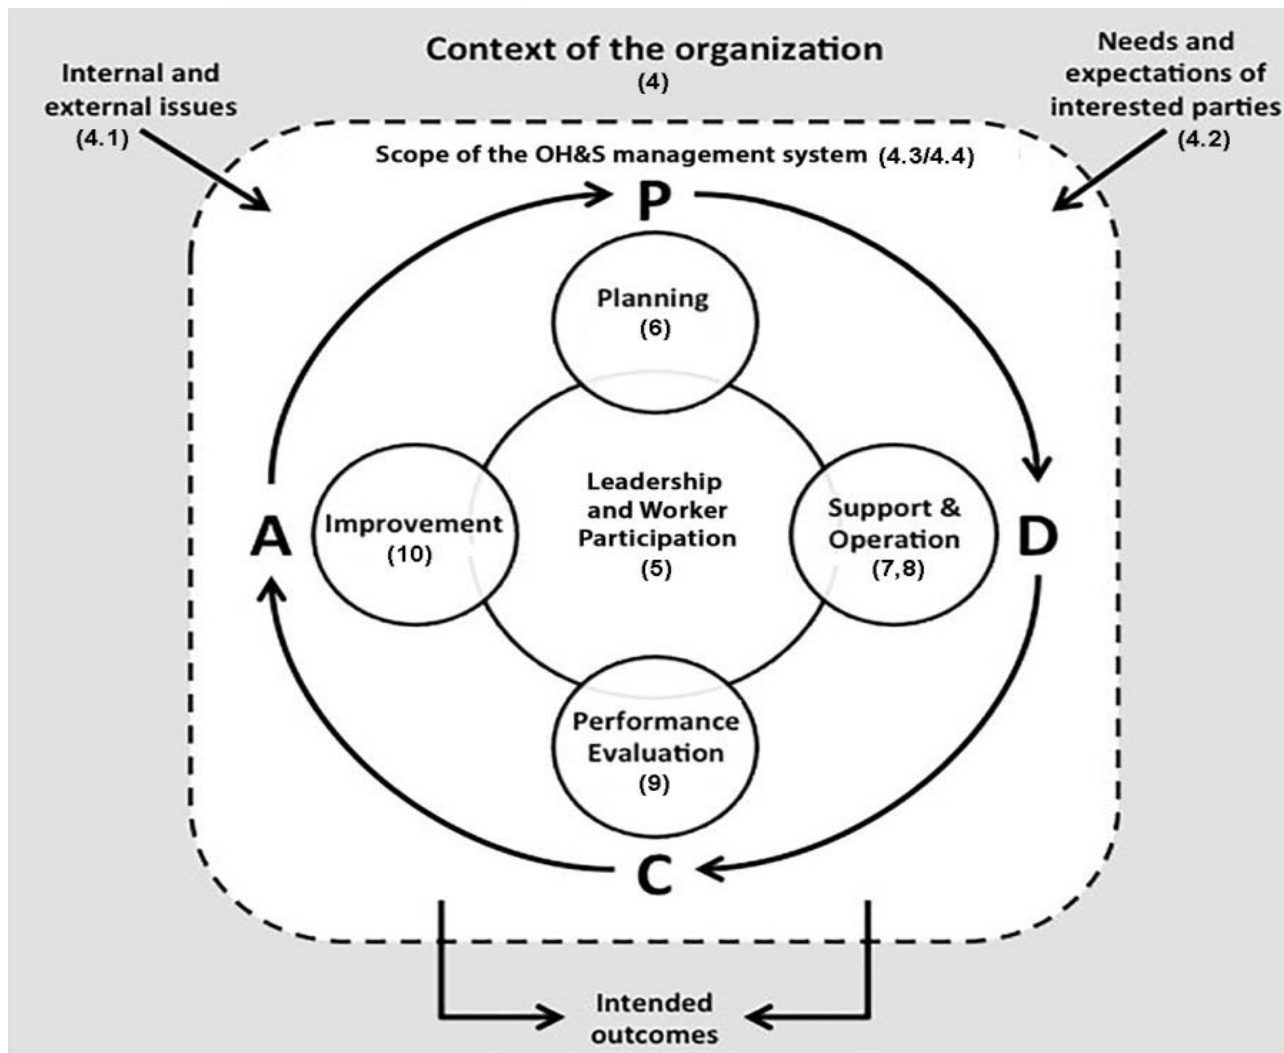 Context of the organization
(4)
Internal and
external issues
(4.1)
Needs and
expectations of
interested parties
(4.2)
Scope of the OH&S management system (4.3/4.4)
P
Planning
(6)
Leadership
and Worker
Participation
(5)
A
Improvement
(10)
Support &
Operation
(7,8)
D
Performance
Evaluation
(9)
C
Intended
outcomes